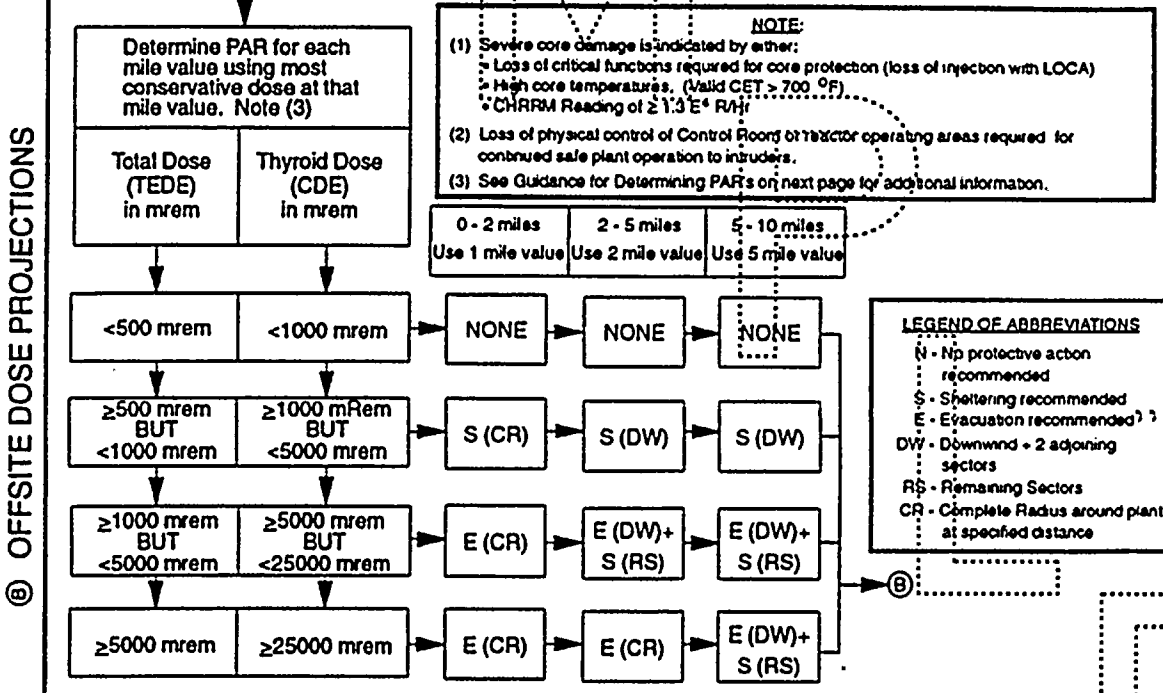 Ⓑ OFFSITE DOSE PROJECTIONS
Determine PAR for each
mile value using most
conservative dose at that
mile value. Note (3)
Total Dose
(TEDE)
in mrem
Thyroid Dose
(CDE)
in mrem
NOTE:
(1) Severe core damage is indicated by either:
• Loss of critical functions required for core protection (loss of injection with LOCA)
• High core temperatures. (Valid CET > 700 °F)
• CHRRM Reading of ≥ 1.3 E⁴ R/Hr
(2) Loss of physical control of Control Room or reactor operating areas required for
continued safe plant operation to intruders.
(3) See Guidance for Determining PAR's on next page for additional information.
0 - 2 miles
Use 1 mile value
2 - 5 miles
Use 2 mile value
5 - 10 miles
Use 5 mile value
<500 mrem
<1000 mrem
NONE
NONE
NONE
≥500 mrem
BUT
<1000 mrem
≥1000 mRem
BUT
<5000 mrem
S (CR)
S (DW)
S (DW)
≥1000 mrem
BUT
<5000 mrem
≥5000 mrem
BUT
<25000 mrem
E (CR)
E (DW)+
S (RS)
E (DW)+
S (RS)
≥5000 mrem
≥25000 mrem
E (CR)
E (CR)
E (DW)+
S (RS)
Ⓑ
LEGEND OF ABBREVIATIONS
N - No protective action
recommended
S - Sheltering recommended
E - Evacuation recommended
DW - Downwind + 2 adjoining
sectors
RS - Remaining Sectors
CR - Complete Radius around plant
at specified distance